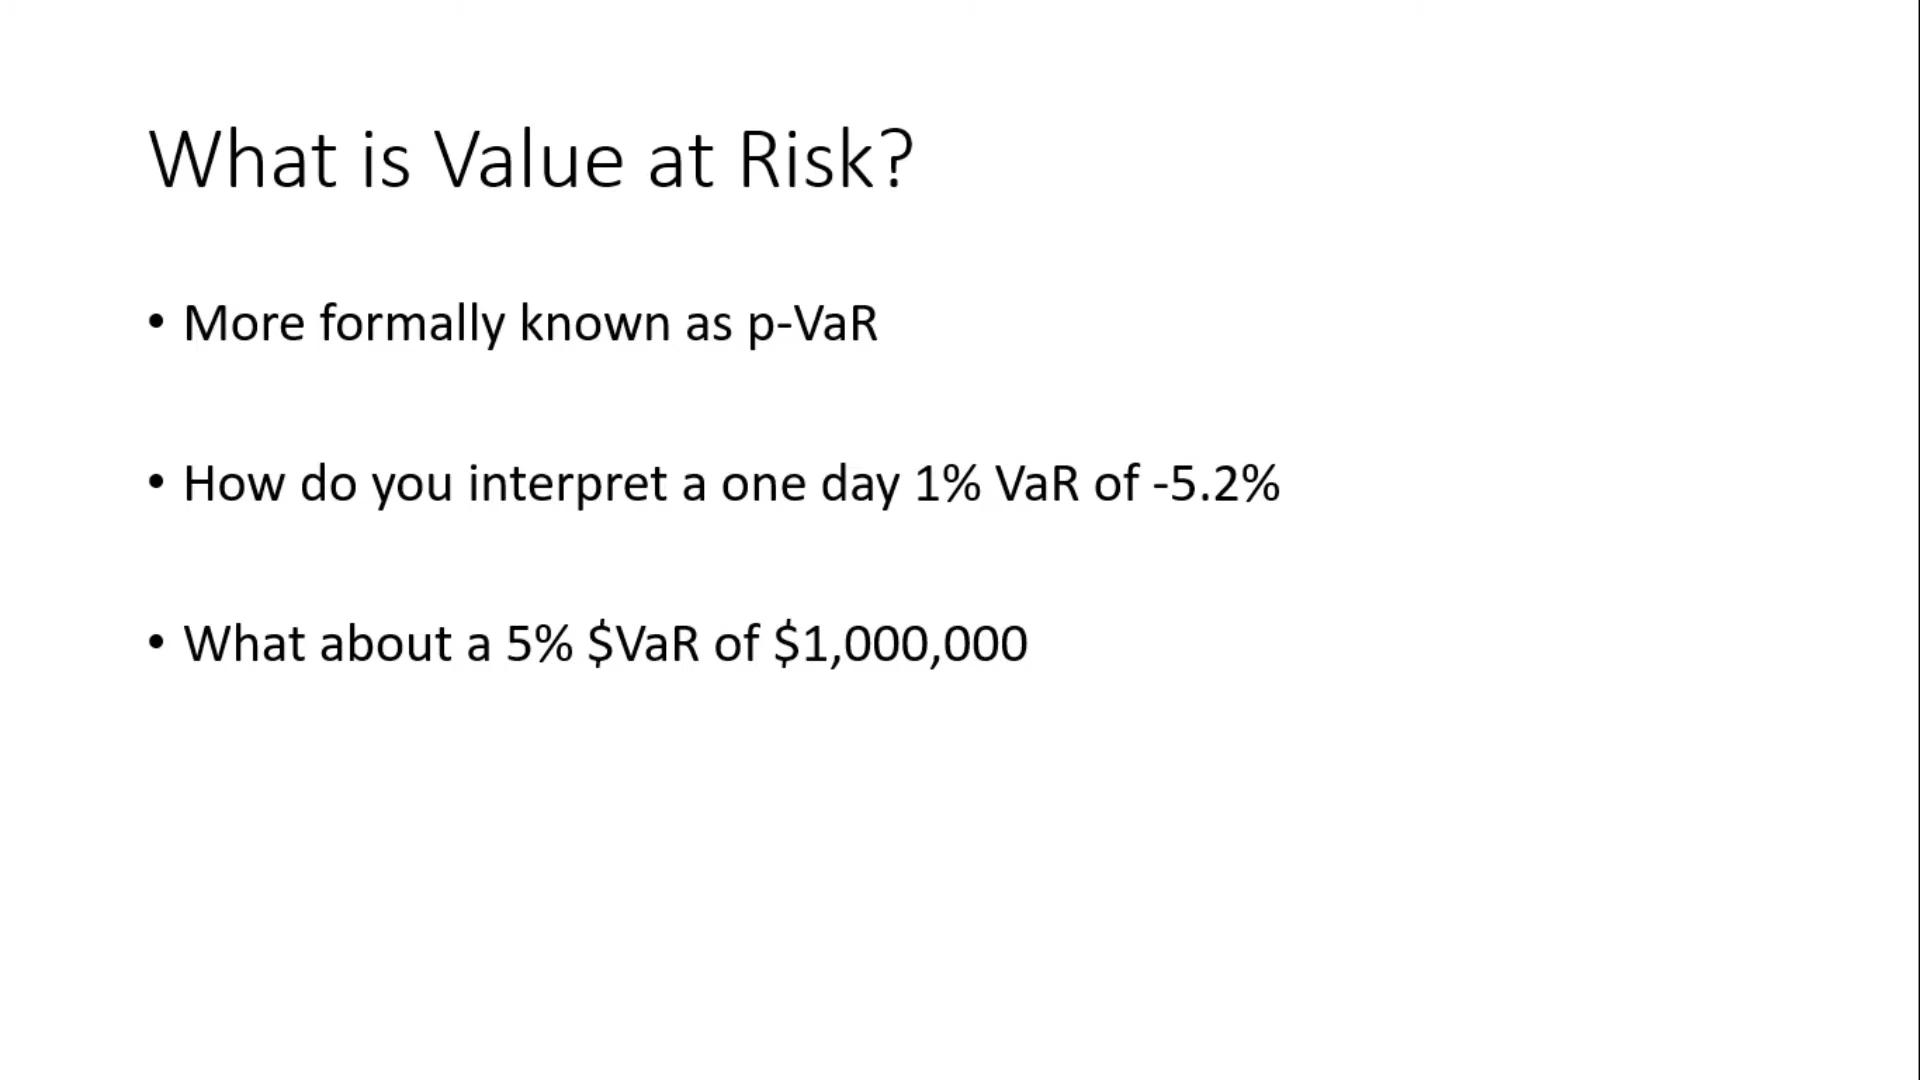 What is Value at Risk?
• More formally known as p-VaR
• How do you interpret a one day 1% VaR of -5.2%
• What about a 5% $VaR of $1,000,000